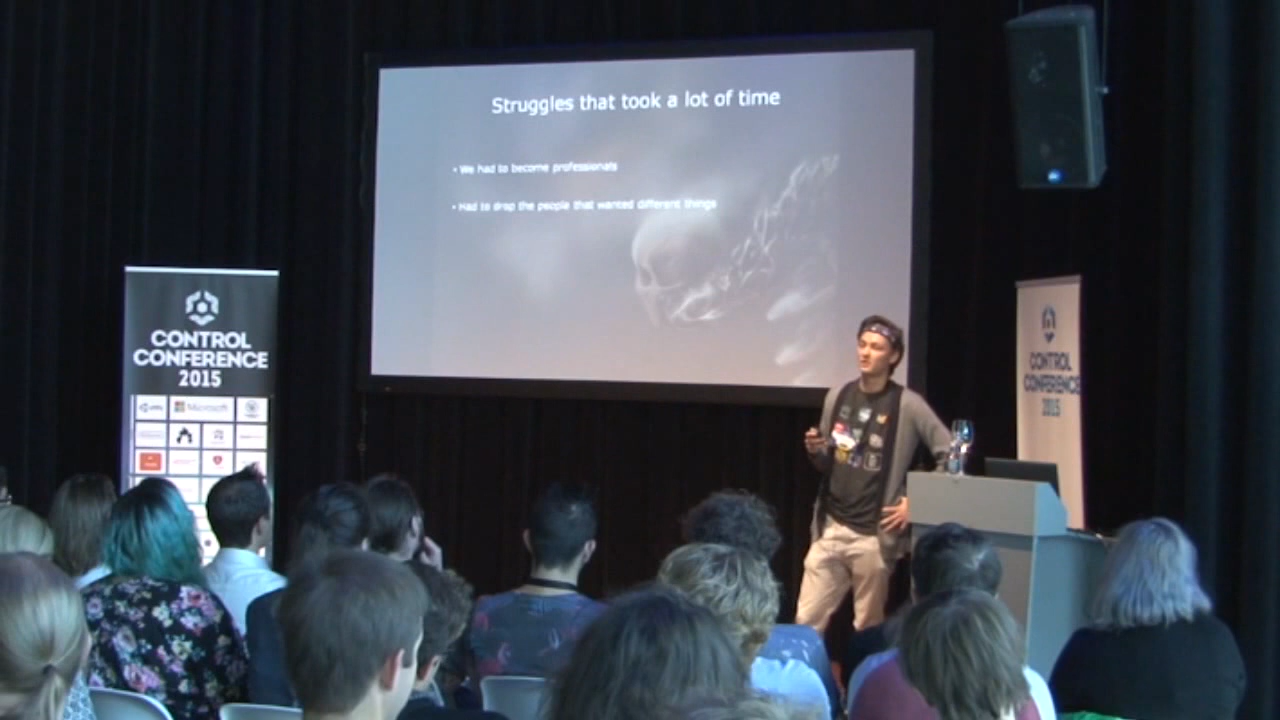 Struggles that took a lot of time
• We had to become professionals
• Had to drop the people that wanted different things
CONTROL
CONFERENCE
2015
Microsoft
CONTROL
CONFERENCE
2015